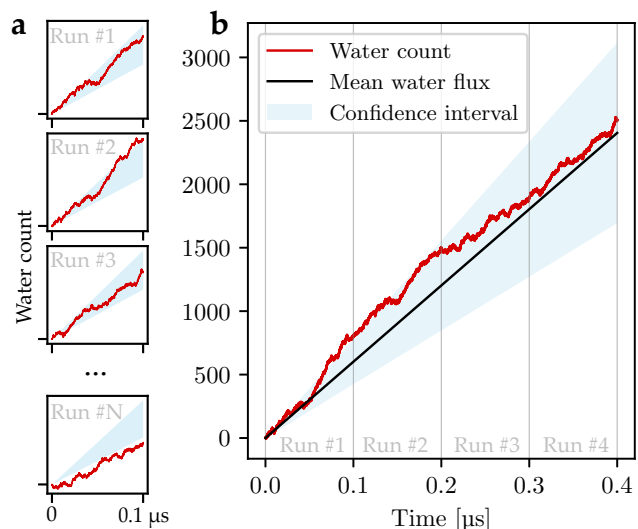 a
Water count
Run #1
Run #2
Run #3
...
Run #N
0
0.1 μs
b
Water count
Mean water flux
Confidence interval
3000
2500
2000
1500
1000
500
0
Run #1
Run #2
Run #3
Run #4
0.0
0.1
0.2
0.3
0.4
Time [μs]